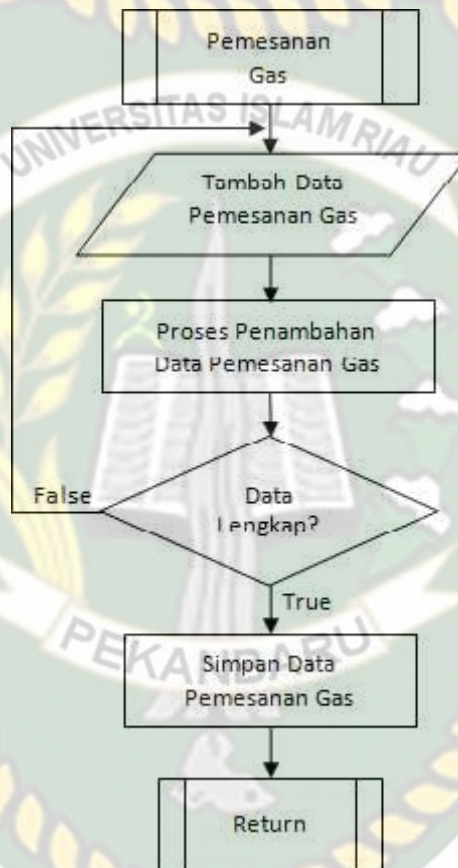 Pemesanan
Gas
UNIVERSITAS ISLAM RIAU
Tambah Data
Pemesanan Gas
Proses Penambahan
Data Pemesanan Gas
False
Data
Lengkap?
True
PEKANBARU
Simpan Data
Pemesanan Gas
Return